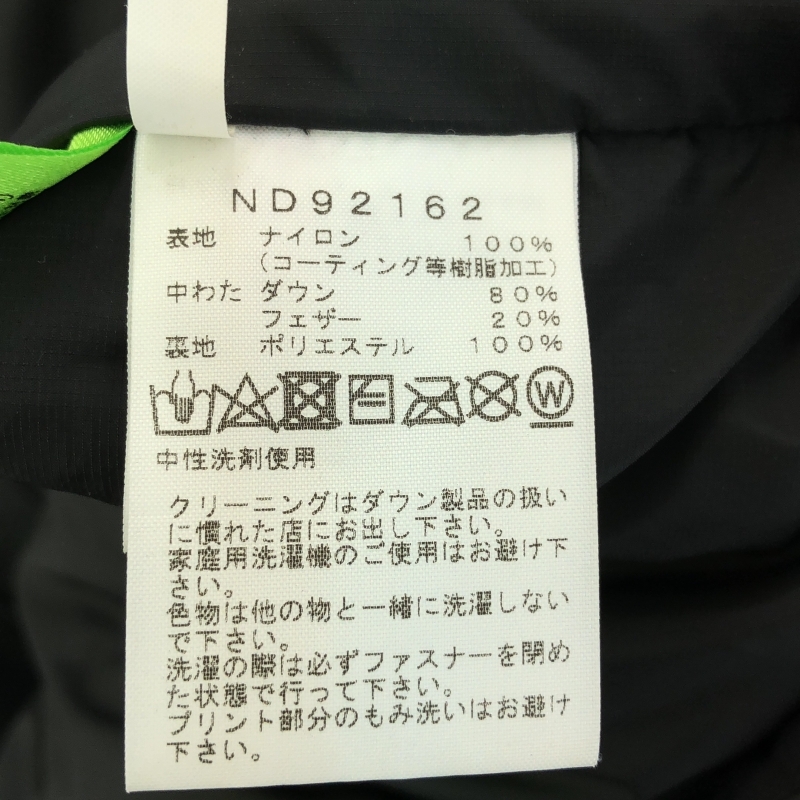 ND92162
表地 ナイロン 100%
(コーティング等樹脂加工)
中わた ダウン 80%
フェザー 20%
裏地 ポリエステル 100%
W
中性洗剤使用
クリーニングはダウン製品の扱い
に慣れた店にお出し下さい。
家庭用洗濯機のご使用はお避け下
さい。
色物は他の物と一緒に洗濯しない
で下さい。
洗濯の際は必ずファスナーを閉め
た状態で行って下さい。
プリント部分のもみ洗いはお避け
下さい。